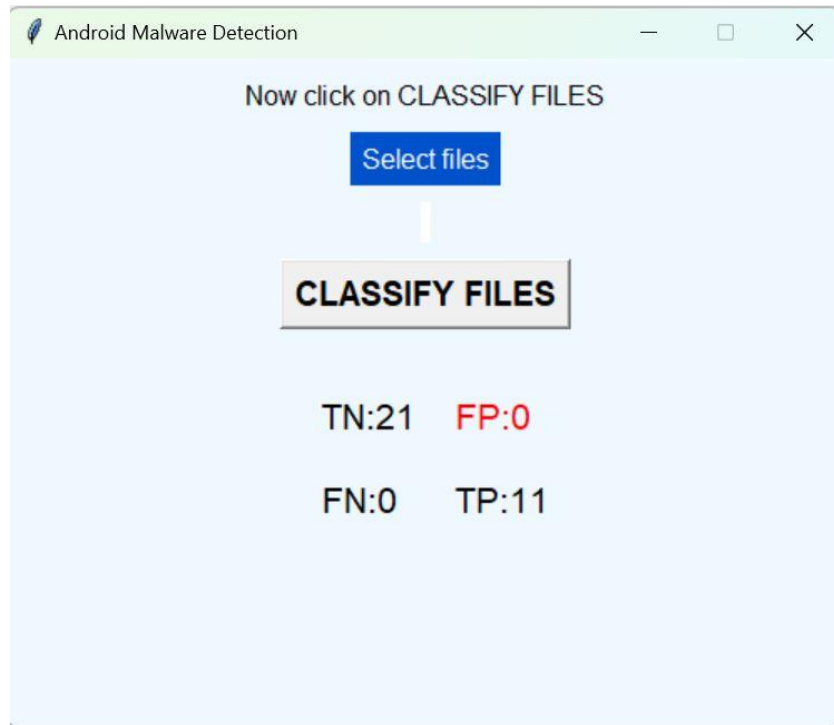 Android Malware Detection
Now click on CLASSIFY FILES
Select files
CLASSIFY FILES
TN:21 FP:0
FN:0 TP:11